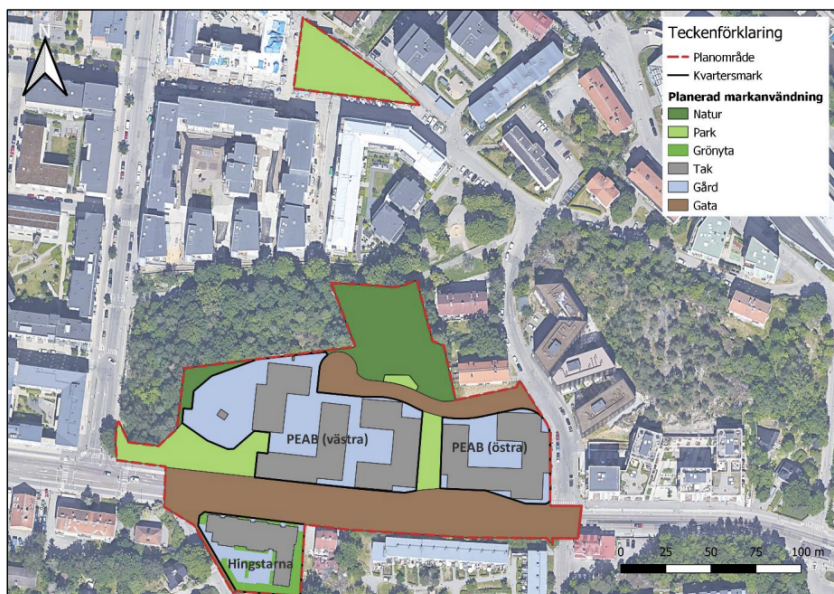 N
Teckenförklaring
Planområde
Kvartersmark
Planerad markanvändning
Natur
Park
Grönyta
Tak
Gård
Gata
PEAB (västra)
PEAB (östra)
Hingstarna
0 25 50 75 100 m